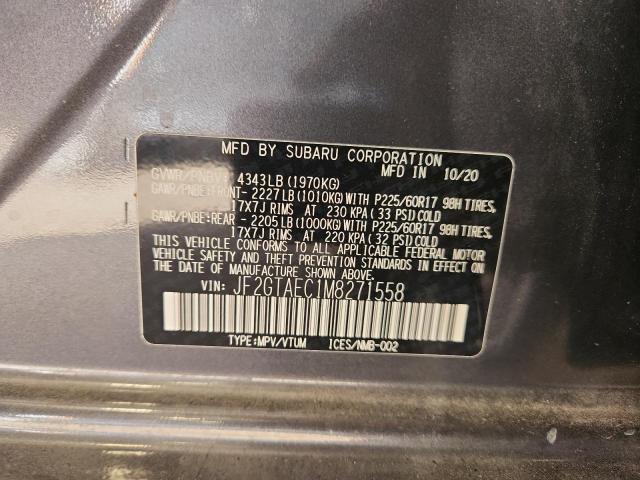 MFD BY SUBARU CORPORATION
MFD IN 10/20
GVWR/PNBV: 4343LB (1970KG)
GAWR/PNBE:FRONT- 2227LB (1010KG) WITH P225/60R17 98H TIRES,
17X7J RIMS AT 230 KPA ( 33 PSI) COLD
GAWR/PNBE:REAR - 2205LB (1000KG) WITH P225/60R17 98H TIRES,
17X7J RIMS AT 220 KPA ( 32 PSI) COLD
THIS VEHICLE CONFORMS TO ALL APPLICABLE FEDERAL MOTOR
VEHICLE SAFETY AND THEFT PREVENTION STANDARDS IN EFFECT ON
THE DATE OF MANUFACTURE SHOWN ABOVE.
VIN: JF2GTAEC1M8271558
TYPE:MPV/VTUM ICES/NMB-002